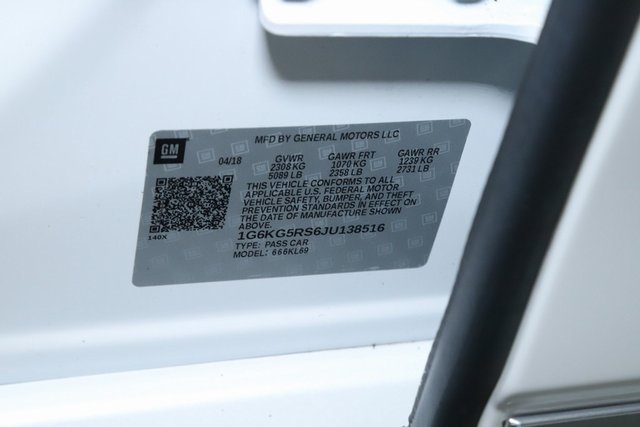 GM
MFD BY GENERAL MOTORS LLC
04/18 GVWR GAWR FRT GAWR RR
2308 KG 1070 KG 1239 KG
5089 LB 2358 LB 2731 LB
THIS VEHICLE CONFORMS TO ALL
APPLICABLE U.S. FEDERAL MOTOR
VEHICLE SAFETY, BUMPER, AND THEFT
PREVENTION STANDARDS IN EFFECT ON
THE DATE OF MANUFACTURE SHOWN
ABOVE.
140X
1G6KG5RS6JU138516
TYPE: PASS CAR
MODEL: 666KL69